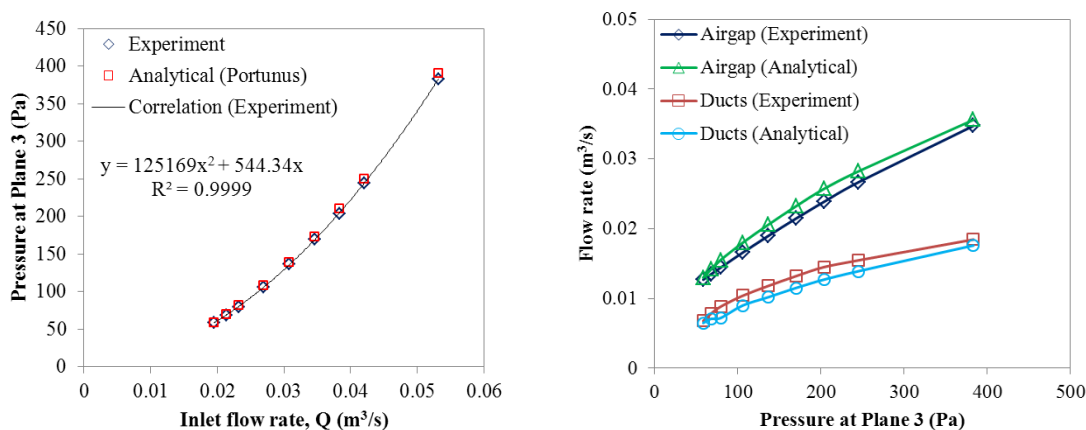 450
400
350
300
250
200
150
100
50
0
Pressure at Plane 3 (Pa)
Experiment
Analytical (Portunus)
Correlation (Experiment)
y = 125169x² + 544.34x
R² = 0.9999
0 0.01 0.02 0.03 0.04 0.05 0.06
Inlet flow rate, Q (m³/s)
0.05
0.04
0.03
0.02
0.01
0
Flow rate (m³/s)
Airgap (Experiment)
Airgap (Analytical)
Ducts (Experiment)
Ducts (Analytical)
0 100 200 300 400 500
Pressure at Plane 3 (Pa)